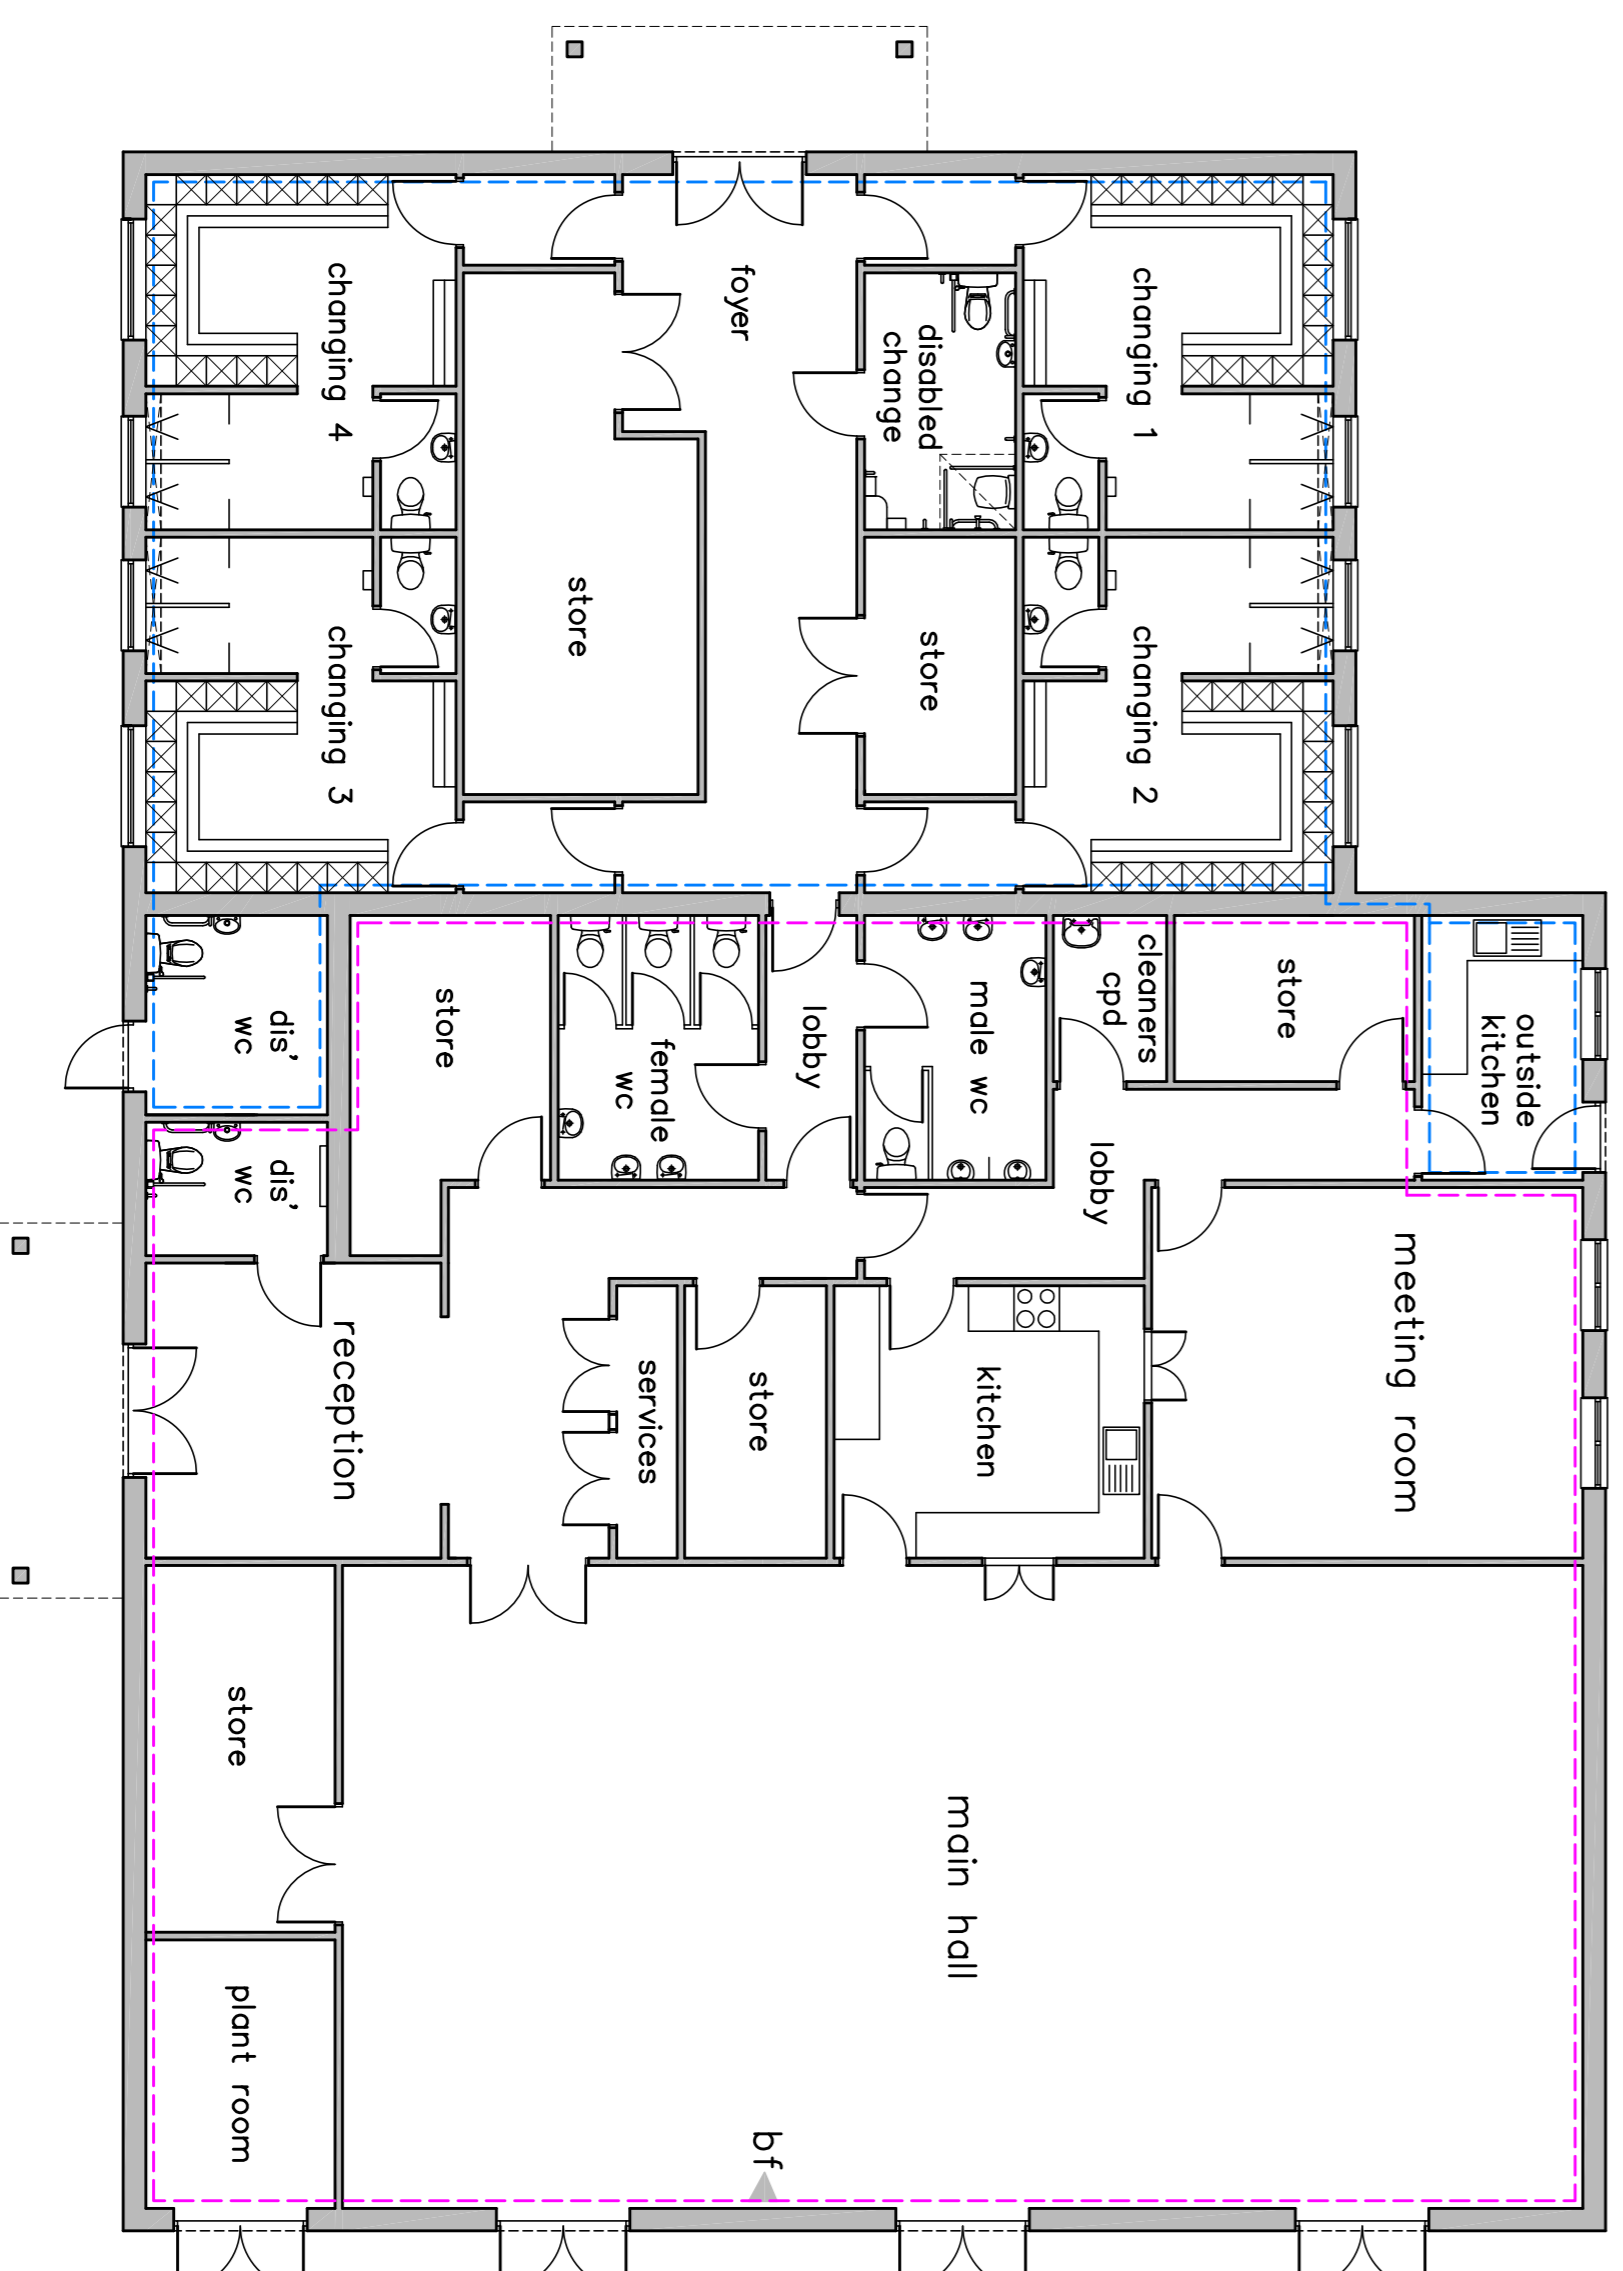 changing 4
changing 3
foyer
store
disabled
change
store
changing 1
changing 2
dis'
wc
dis'
wc
store
female
wc
lobby
male wc
cleaners
cpd
lobby
store
outside
kitchen
reception
services
store
kitchen
meeting room
store
plant room
main hall
bf